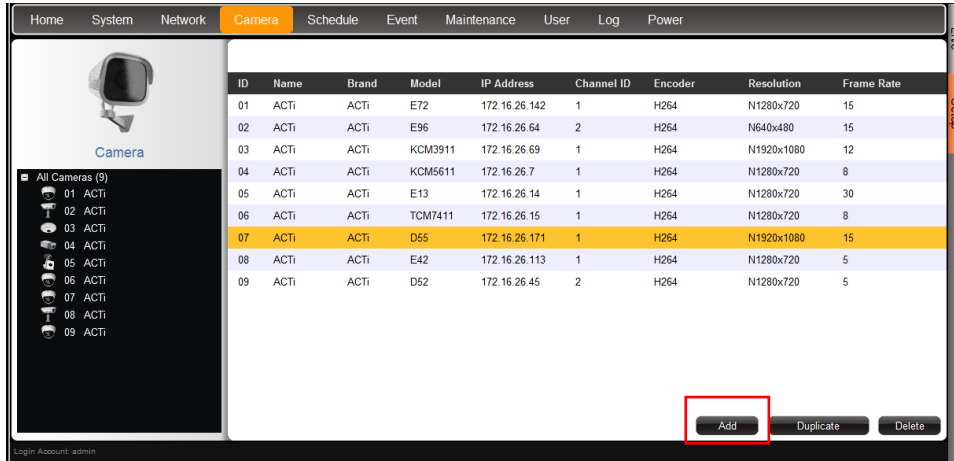 Home System Network Camera Schedule Event Maintenance User Log Power
Live
Setup
Camera
All Cameras (9)
01 ACTi
02 ACTi
03 ACTi
04 ACTi
05 ACTi
06 ACTi
07 ACTi
08 ACTi
09 ACTi
ID Name Brand Model IP Address Channel ID Encoder Resolution Frame Rate
01 ACTi ACTi E72 172.16.26.142 1 H264 N1280x720 15
02 ACTi ACTi E96 172.16.26.64 2 H264 N640x480 15
03 ACTi ACTi KCM3911 172.16.26.69 1 H264 N1920x1080 12
04 ACTi ACTi KCM5611 172.16.26.7 1 H264 N1280x720 8
05 ACTi ACTi E13 172.16.26.14 1 H264 N1280x720 30
06 ACTi ACTi TCM7411 172.16.26.15 1 H264 N1280x720 8
07 ACTi ACTi D55 172.16.26.171 1 H264 N1920x1080 15
08 ACTi ACTi E42 172.16.26.113 1 H264 N1280x720 5
09 ACTi ACTi D52 172.16.26.45 2 H264 N1280x720 5
Add Duplicate Delete
Login Account: admin